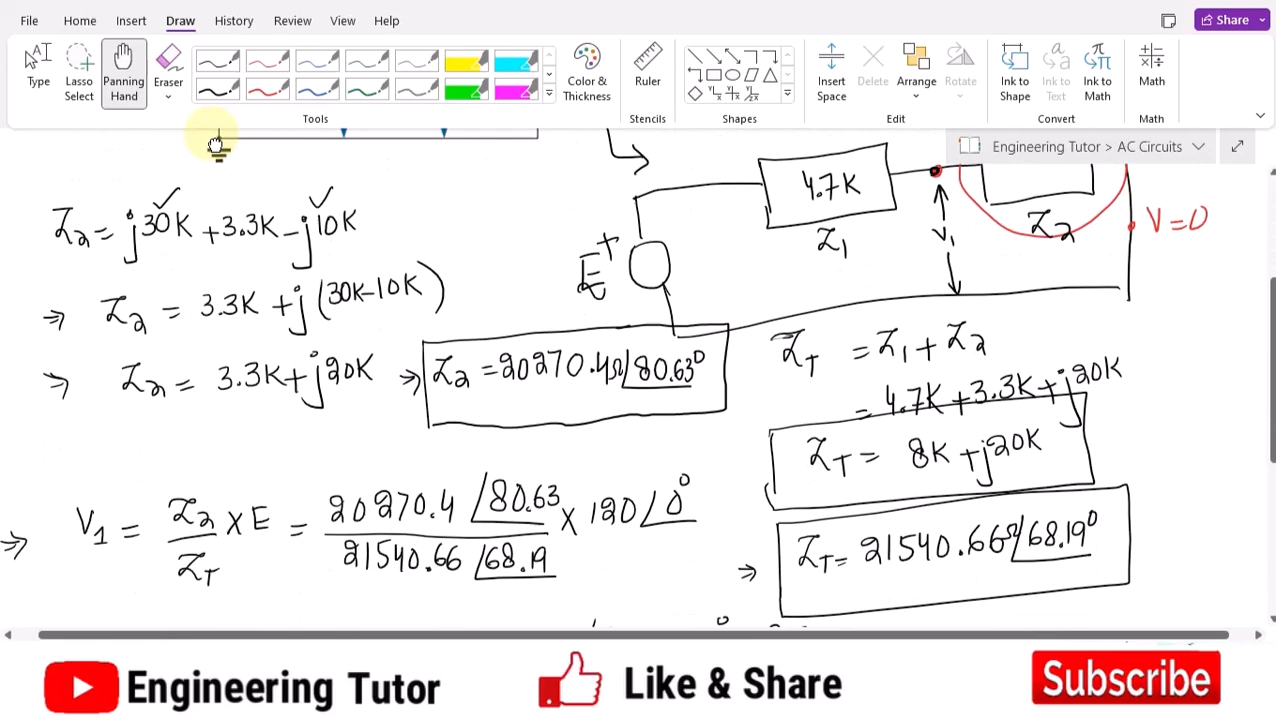 File Home Insert Draw History Review View Help Share
Type Lasso Select Panning Hand Eraser Color & Thickness Ruler Insert Space Delete Arrange Rotate Ink to Shape Ink to Text Ink to Math Math
Tools Stencils Shapes Edit Convert Math
Engineering Tutor > AC Circuits
4.7K
Z1
E +
V1
Z2
V=0
Z2 = j30K + 3.3K - j10K
⇒ Z2 = 3.3K + j(30K-10K)
⇒ Z2 = 3.3K + j20K ⇒ Z2 = 20270.4Ω/80.63°
ZT = Z1 + Z2
= 4.7K + 3.3K + j20K
ZT = 8K + j20K
⇒ ZT = 21540.66Ω/68.19°
⇒ V1 = Z2/ZT × E = 20270.4 /80.63 / 21540.66 /68.19 × 120/0°
Engineering Tutor
Like & Share
Subscribe